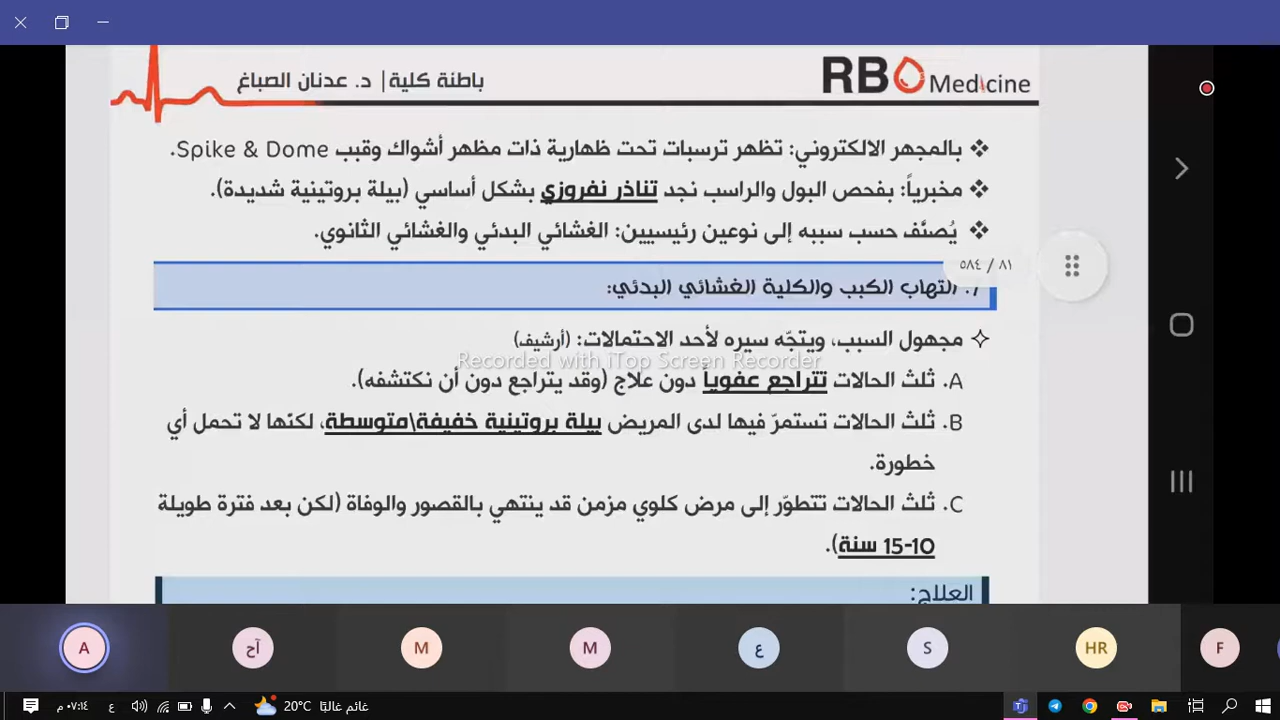 باطنة كلية| د. عدنان الصباغ
RB Medicine
❖ بالمجهر الالكتروني: تظهر ترسبات تحت ظهارية ذات مظهر أشواك وقبب Spike & Dome.
❖ مخبرياً: بفحص البول والراسب نجد تناذر نفروزي بشكل أساسي (بيلة بروتينية شديدة).
❖ يُصنَّف حسب سببه إلى نوعين رئيسيين: الغشائي البدئي والغشائي الثانوي.
٨١ / ٥٨٤
التهاب الكبب والكلية الغشائي البدئي:
✧ مجهول السبب، ويتجّه سيره لأحد الاحتمالات: (أرشيف)
Recorded with iTop Screen Recorder
A. ثلث الحالات تتراجع عفوياً دون علاج (وقد يتراجع دون أن نكتشفه).
B. ثلث الحالات تستمرّ فيها لدى المريض بيلة بروتينية خفيفة\متوسطة، لكنّها لا تحمل أي
خطورة.
C. ثلث الحالات تتطوّر إلى مرض كلوي مزمن قد ينتهي بالقصور والوفاة (لكن بعد فترة طويلة
10-15 سنة).
العلاج:
A
آح
M
M
ع
S
HR
F
٠٧:١٤ م
ع
20°C غائم غالبًا